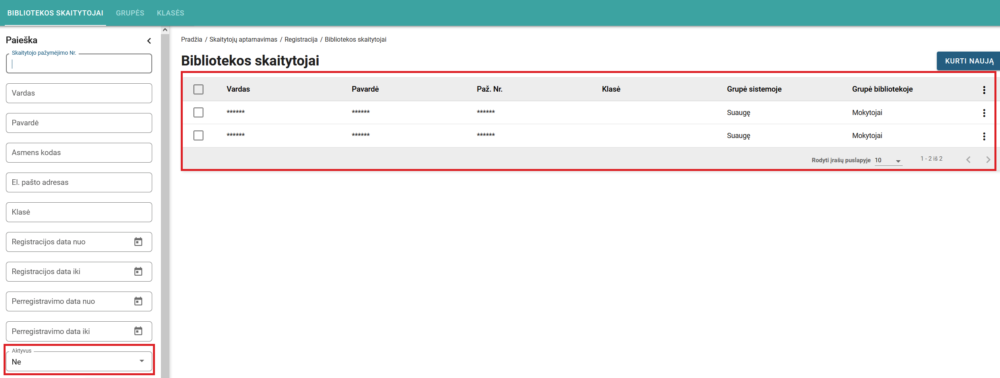 BIBLIOTEKOS SKAITYTOJAI GRUPĖS KLASĖS
Paieška
Skaitytojo pažymėjimo Nr.
Vardas
Pavardė
Asmens kodas
El. pašto adresas
Klasė
Registracijos data nuo
Registracijos data iki
Perregistravimo data nuo
Perregistravimo data iki
Aktyvus
Ne
Pradžia / Skaitytojų aptarnavimas / Registracija / Bibliotekos skaitytojai
Bibliotekos skaitytojai
KURTI NAUJĄ
Vardas Pavardė Paž. Nr. Klasė Grupė sistemoje Grupė bibliotekoje
****** ****** ****** Suaugę Mokytojai
****** ****** ****** Suaugę Mokytojai
Rodyti įrašų puslapyje 10 1 - 2 iš 2